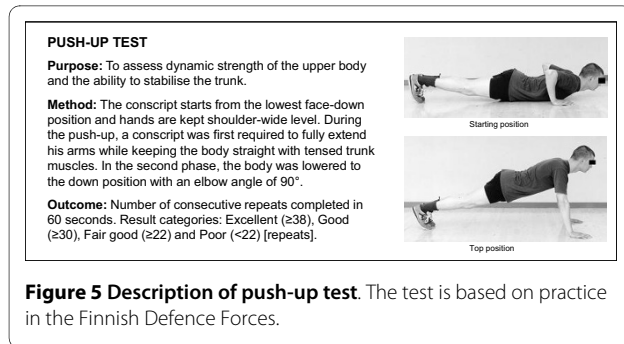 PUSH-UP TEST
Purpose: To assess dynamic strength of the upper body
and the ability to stabilise the trunk.
Method: The conscript starts from the lowest face-down
position and hands are kept shoulder-wide level. During
the push-up, a conscript was first required to fully extend
his arms while keeping the body straight with tensed trunk
muscles. In the second phase, the body was lowered to
the down position with an elbow angle of 90°.
Outcome: Number of consecutive repeats completed in
60 seconds. Result categories: Excellent (≥38), Good
(≥30), Fair good (≥22) and Poor (<22) [repeats].
Starting position
Top position
Figure 5 Description of push-up test. The test is based on practice
in the Finnish Defence Forces.